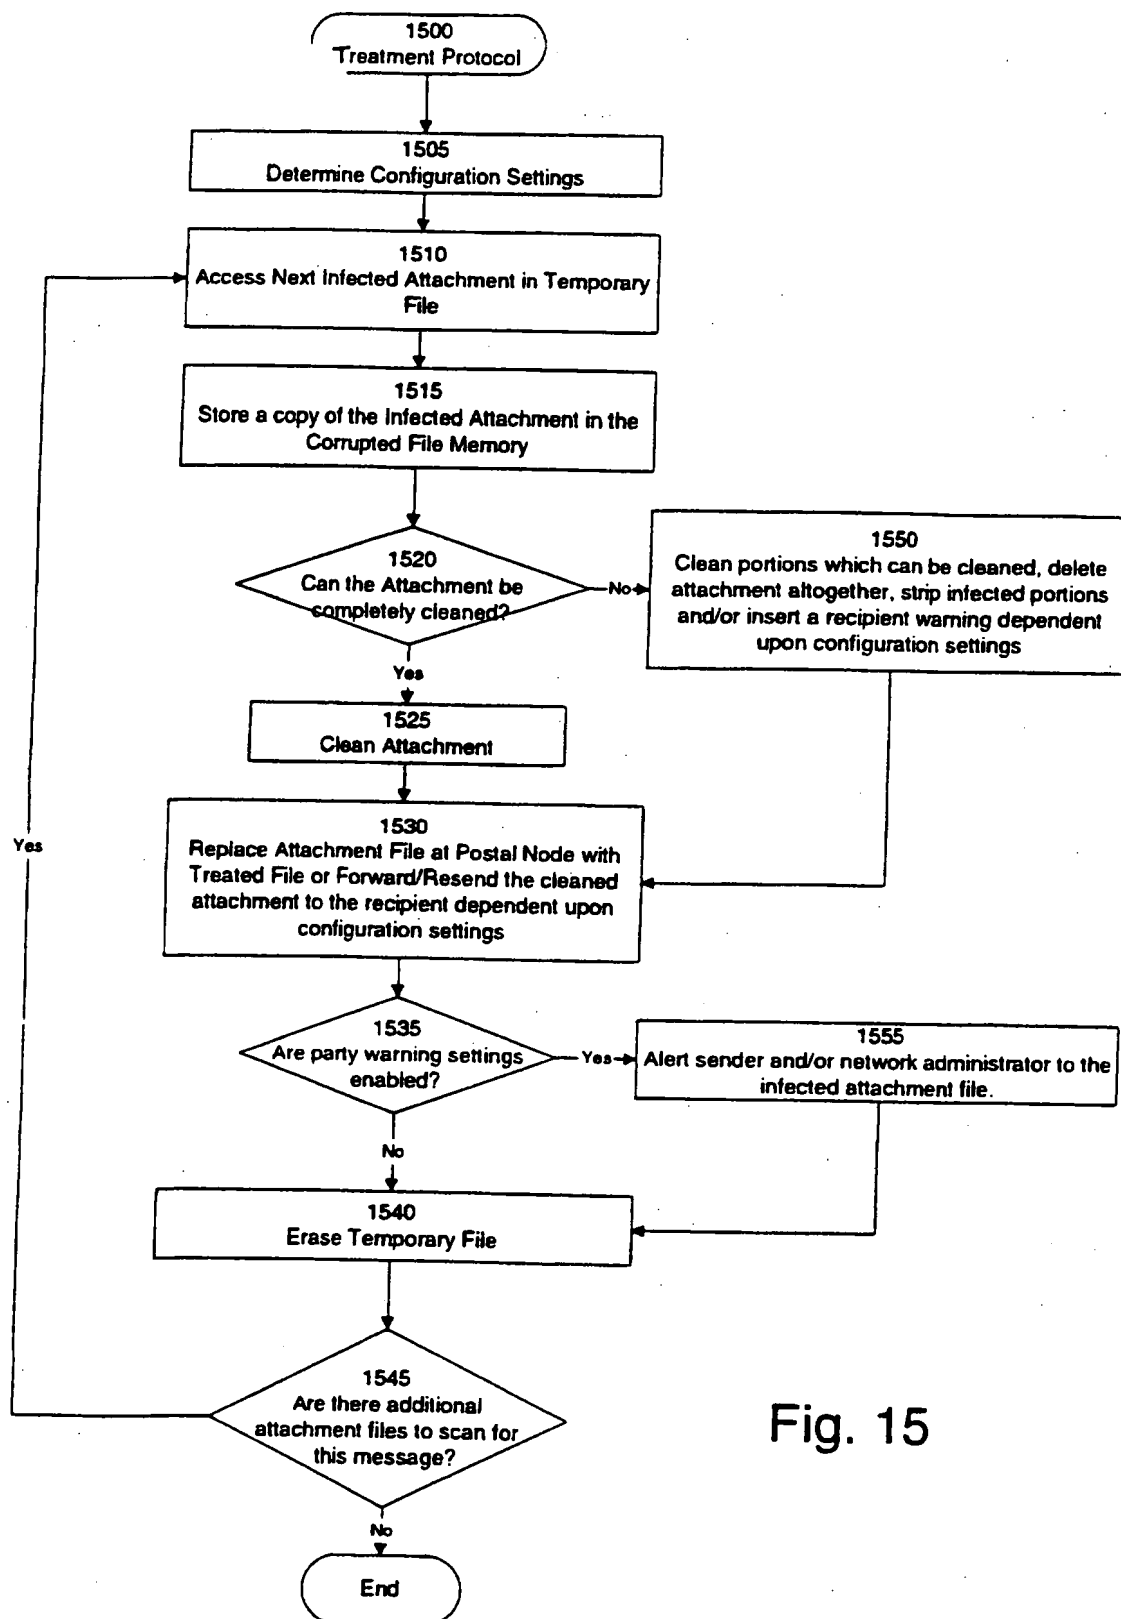 1500
Treatment Protocol
1505
Determine Configuration Settings
1510
Access Next Infected Attachment in Temporary
File
1515
Store a copy of the Infected Attachment in the
Corrupted File Memory
1520
Can the Attachment be
completely cleaned?
No
1550
Clean portions which can be cleaned, delete
attachment altogether, strip infected portions
and/or insert a recipient warning dependent
upon configuration settings
Yes
1525
Clean Attachment
1530
Replace Attachment File at Postal Node with
Treated File or Forward/Resend the cleaned
attachment to the recipient dependent upon
configuration settings
Yes
1535
Are party warning settings
enabled?
Yes
1555
Alert sender and/or network administrator to the
infected attachment file.
No
1540
Erase Temporary File
1545
Are there additional
attachment files to scan for
this message?
Fig. 15
No
End